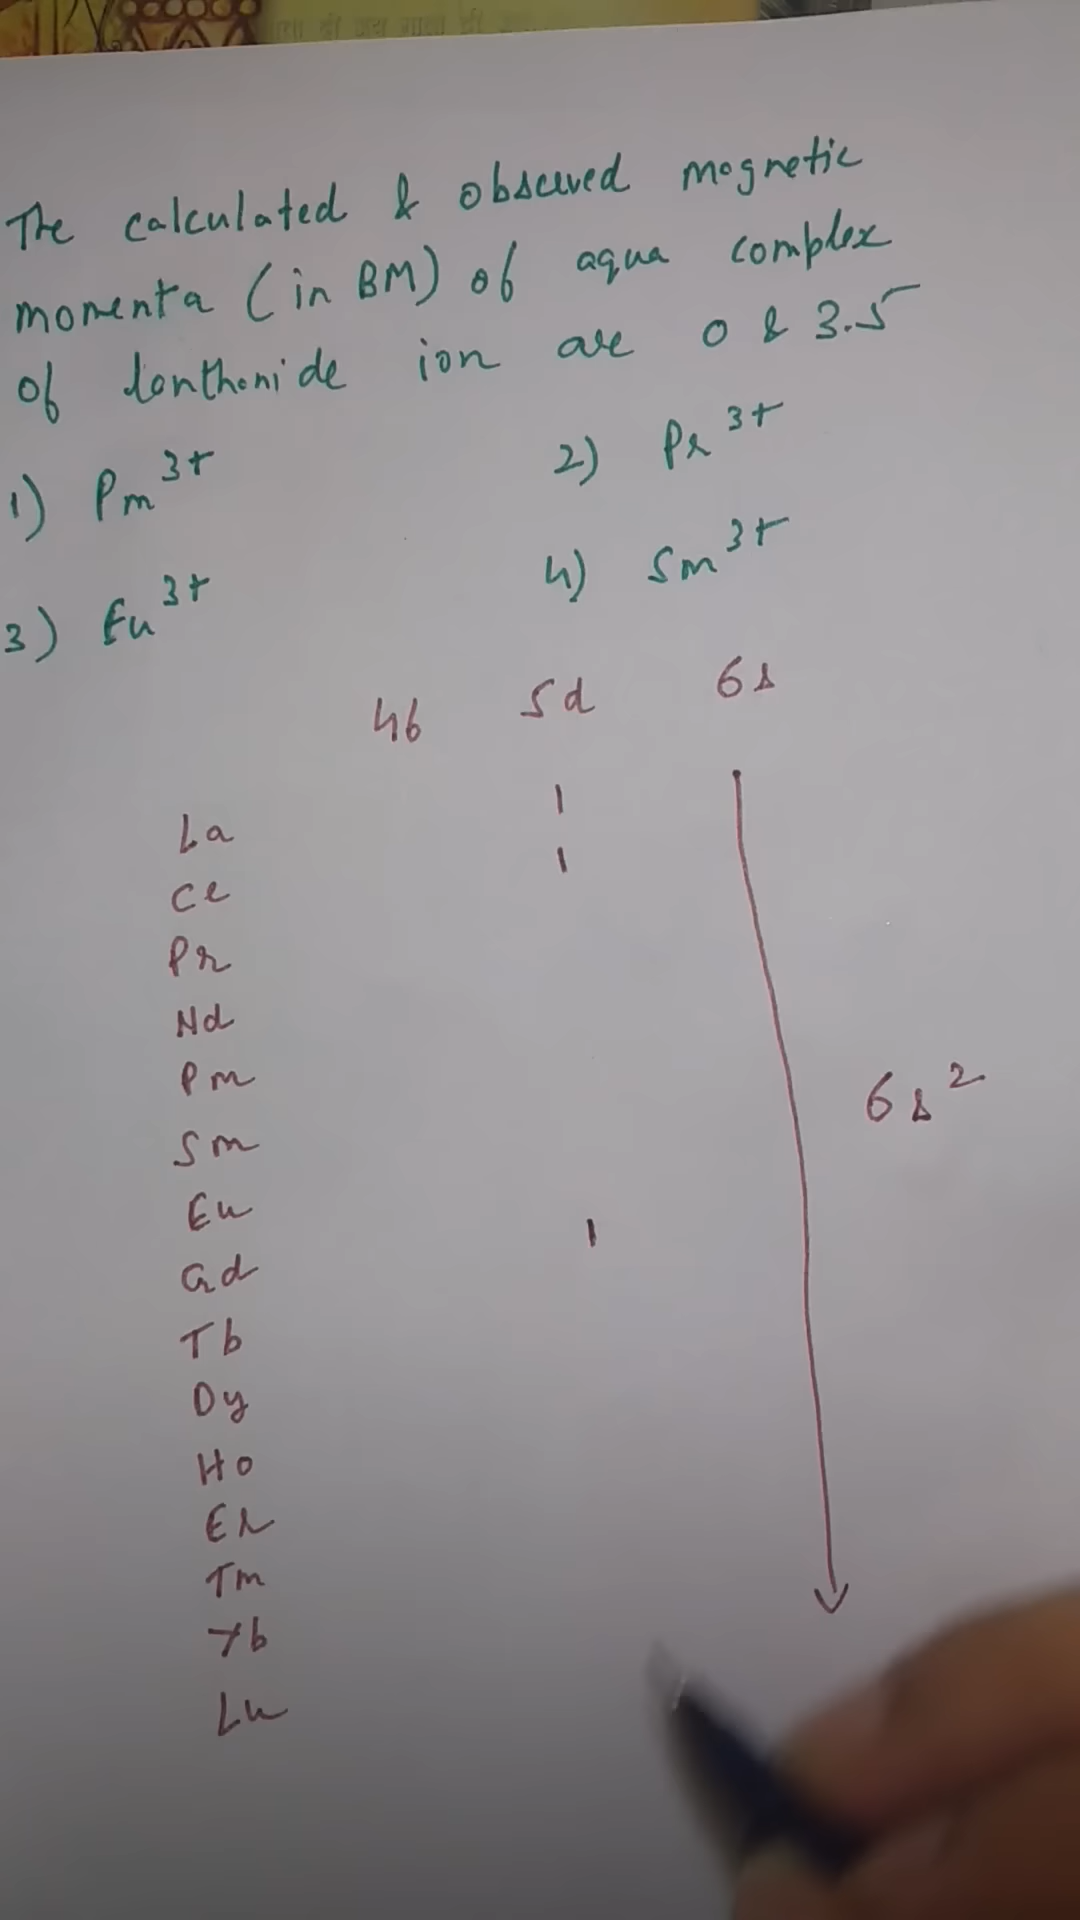 The calculated & observed magnetic
momenta (in BM) of aqua complex
of lanthanide ion are 0 & 3.5
1) Pm³⁺ 2) Pr³⁺
3) Eu³⁺ 4) Sm³⁺
4f 5d 6s
La 1
Ce 1
Pr
Nd
Pm
Sm
6s²
Eu
Gd 1
Tb
Dy
Ho
Er
Tm
Yb
Lu